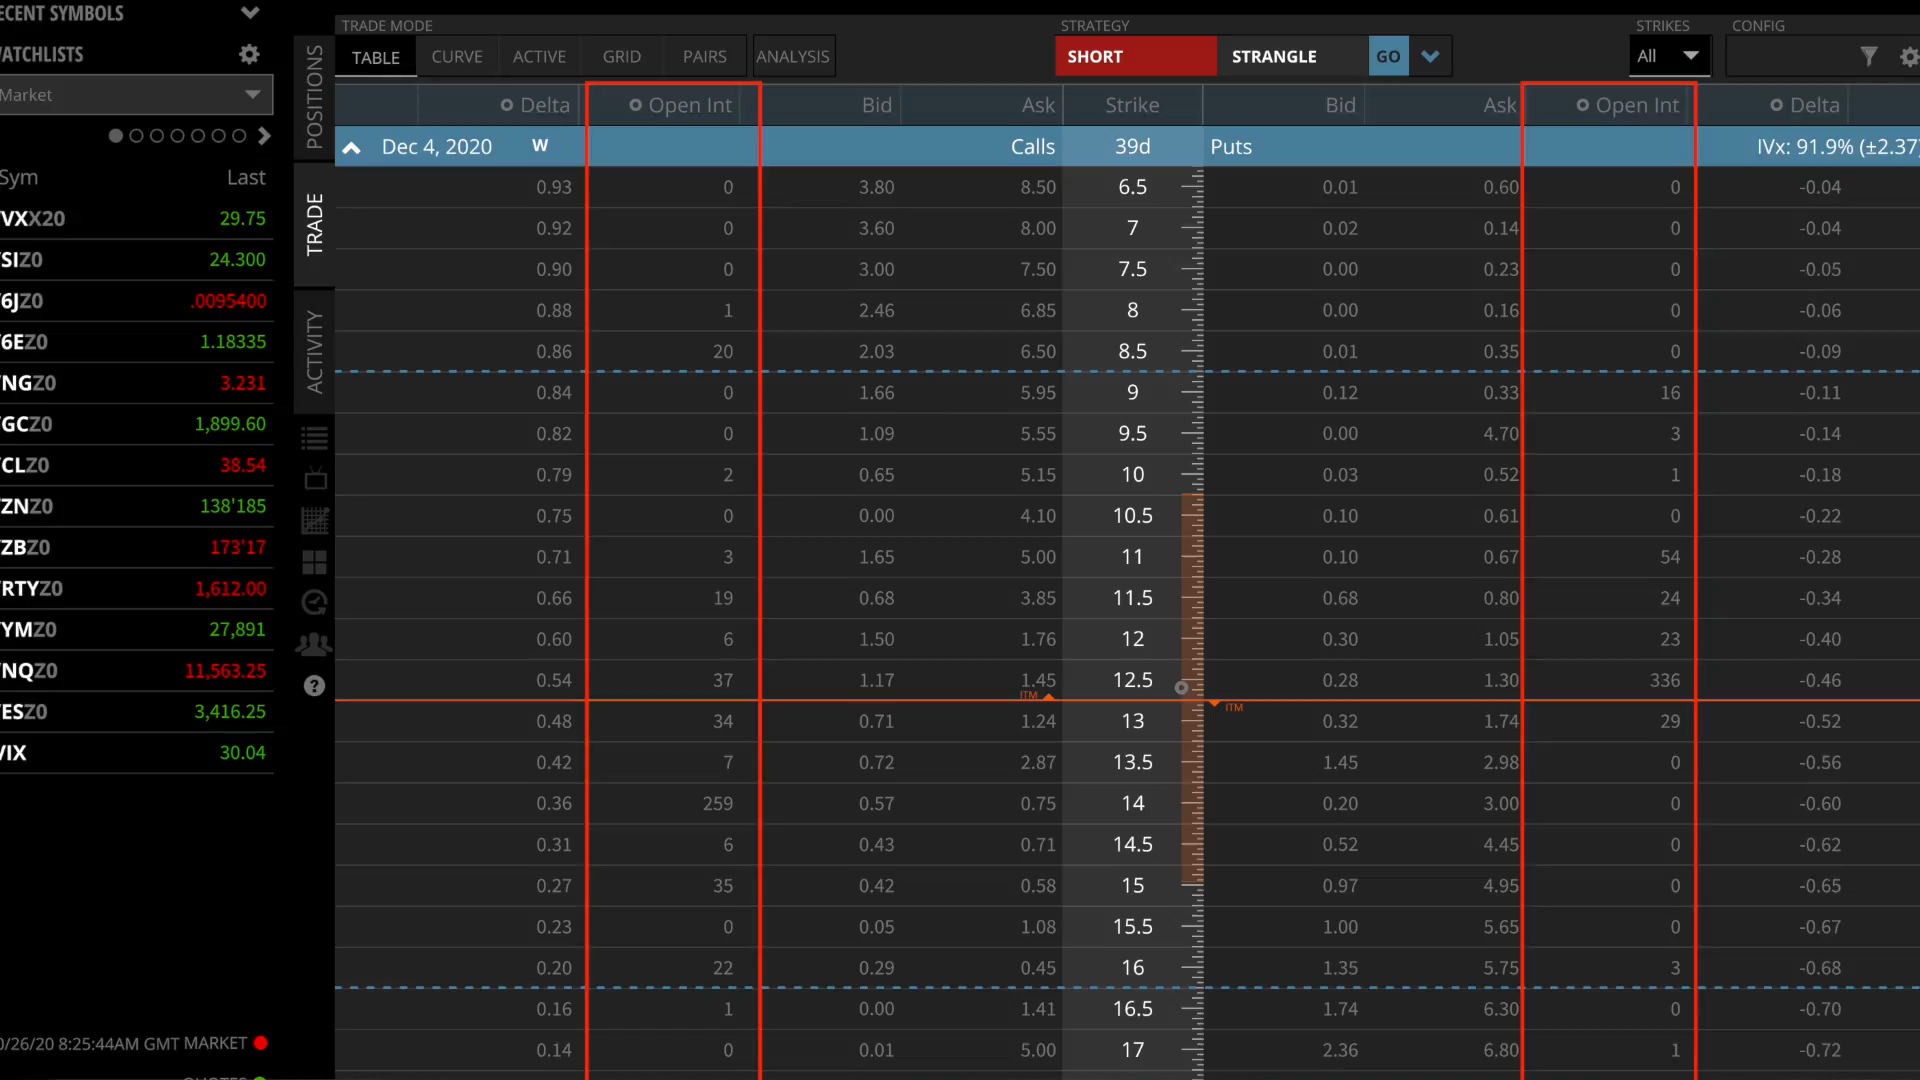 ECENT SYMBOLS
TRADE MODE
STRATEGY
STRIKES
CONFIG
ATCHLISTS
TABLE
CURVE
ACTIVE
GRID
PAIRS
ANALYSIS
SHORT
STRANGLE
GO
All
Market
POSITIONS
TRADE
ACTIVITY
Delta Open Int Bid Ask Strike Bid Ask Open Int Delta
Dec 4, 2020 W Calls 39d Puts IVx: 91.9% (±2.37
0.93 0 3.80 8.50 6.5 0.01 0.60 0 -0.04
0.92 0 3.60 8.00 7 0.02 0.14 0 -0.04
0.90 0 3.00 7.50 7.5 0.00 0.23 0 -0.05
0.88 1 2.46 6.85 8 0.00 0.16 0 -0.06
0.86 20 2.03 6.50 8.5 0.01 0.35 0 -0.09
0.84 0 1.66 5.95 9 0.12 0.33 16 -0.11
0.82 0 1.09 5.55 9.5 0.00 4.70 3 -0.14
0.79 2 0.65 5.15 10 0.03 0.52 1 -0.18
0.75 0 0.00 4.10 10.5 0.10 0.61 0 -0.22
0.71 3 1.65 5.00 11 0.10 0.67 54 -0.28
0.66 19 0.68 3.85 11.5 0.68 0.80 24 -0.34
0.60 6 1.50 1.76 12 0.30 1.05 23 -0.40
0.54 37 1.17 1.45 12.5 0.28 1.30 336 -0.46
ITM
ITM
0.48 34 0.71 1.24 13 0.32 1.74 29 -0.52
0.42 7 0.72 2.87 13.5 1.45 2.98 0 -0.56
0.36 259 0.57 0.75 14 0.20 3.00 0 -0.60
0.31 6 0.43 0.71 14.5 0.52 4.45 0 -0.62
0.27 35 0.42 0.58 15 0.97 4.95 0 -0.65
0.23 0 0.05 1.08 15.5 1.00 5.65 0 -0.67
0.20 22 0.29 0.45 16 1.35 5.75 3 -0.68
0.16 1 0.00 1.41 16.5 1.74 6.30 0 -0.70
0.14 0 0.01 5.00 17 2.36 6.80 1 -0.72
Sym Last
VXX20 29.75
SIZ0 24.300
6JZ0 .0095400
6EZ0 1.18335
NGZ0 3.231
GCZ0 1,899.60
CLZ0 38.54
ZNZ0 138'185
ZBZ0 173'17
RTYZ0 1,612.00
YMZ0 27,891
NQZ0 11,563.25
ESZ0 3,416.25
VIX 30.04
0/26/20 8:25:44AM GMT MARKET